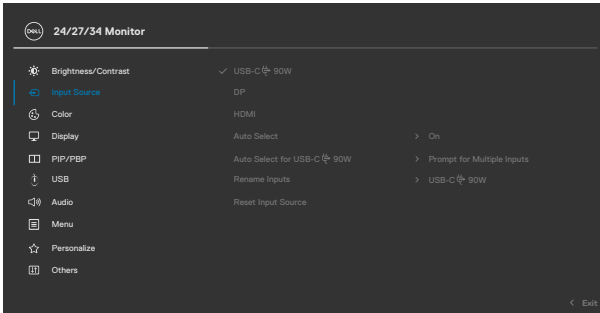 DELL 24/27/34 Monitor
Brightness/Contrast USB-C 90W
Input Source DP
Color HDMI
Display Auto Select On
PIP/PBP Auto Select for USB-C 90W Prompt for Multiple Inputs
USB Rename Inputs USB-C 90W
Audio Reset Input Source
Menu
Personalize
Others
Exit